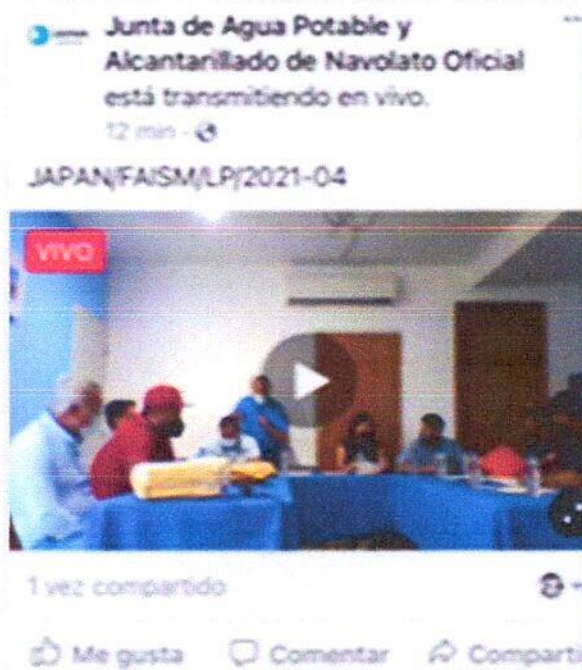 Junta de Agua Potable y
Alcantarillado de Navolato Oficial
está transmitiendo en vivo.
12 min
JAPAN/FAISM/LP/2021-04
VIVO
1 vez compartido
Me gusta Comentar Comparti